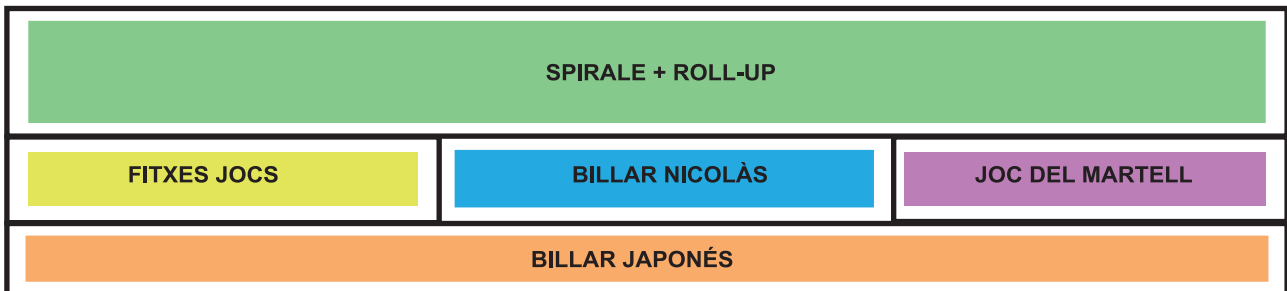 SPIRALE + ROLL-UP
FITXES JOCS
BILLAR NICOLÀS
JOC DEL MARTELL
BILLAR JAPONÉS